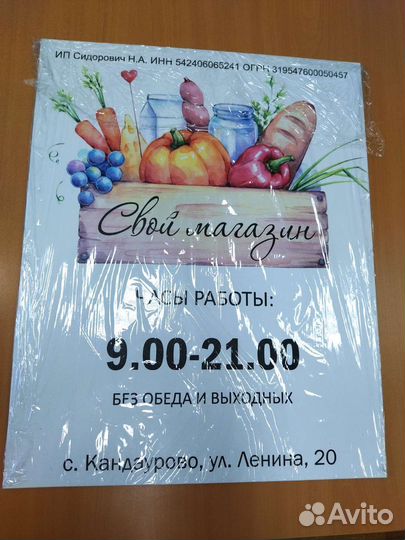 ИП Сидорович Н.А. ИНН 542406065241 ОГРН 319547600050457
Свой магазин
ЧАСЫ РАБОТЫ:
9.00-21.00
БЕЗ ОБЕДА И ВЫХОДНЫХ
с. Кандаурово, ул. Ленина, 20
Avito